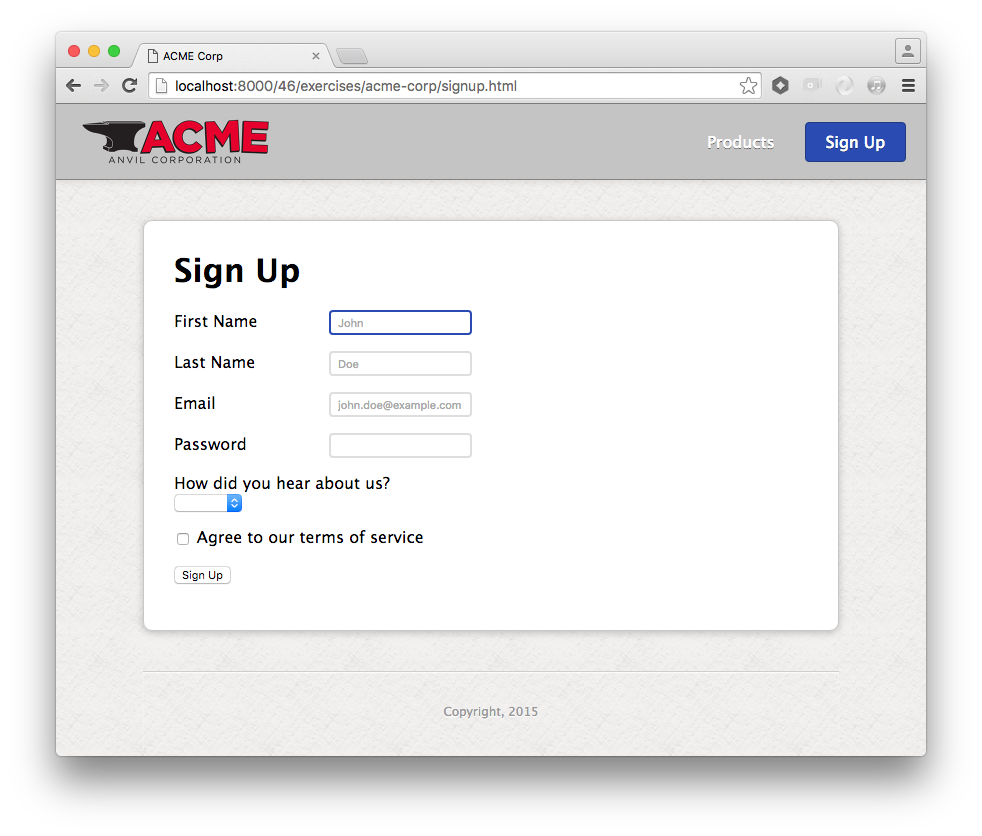 ACME Corp
localhost:8000/46/exercises/acme-corp/signup.html
ACME
ANVIL CORPORATION
Products
Sign Up
Sign Up
First Name
John
Last Name
Doe
Email
john.doe@example.com
Password
How did you hear about us?
Agree to our terms of service
Sign Up
Copyright, 2015